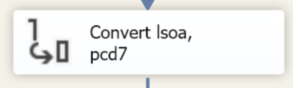 Convert lsoa,
pcd7